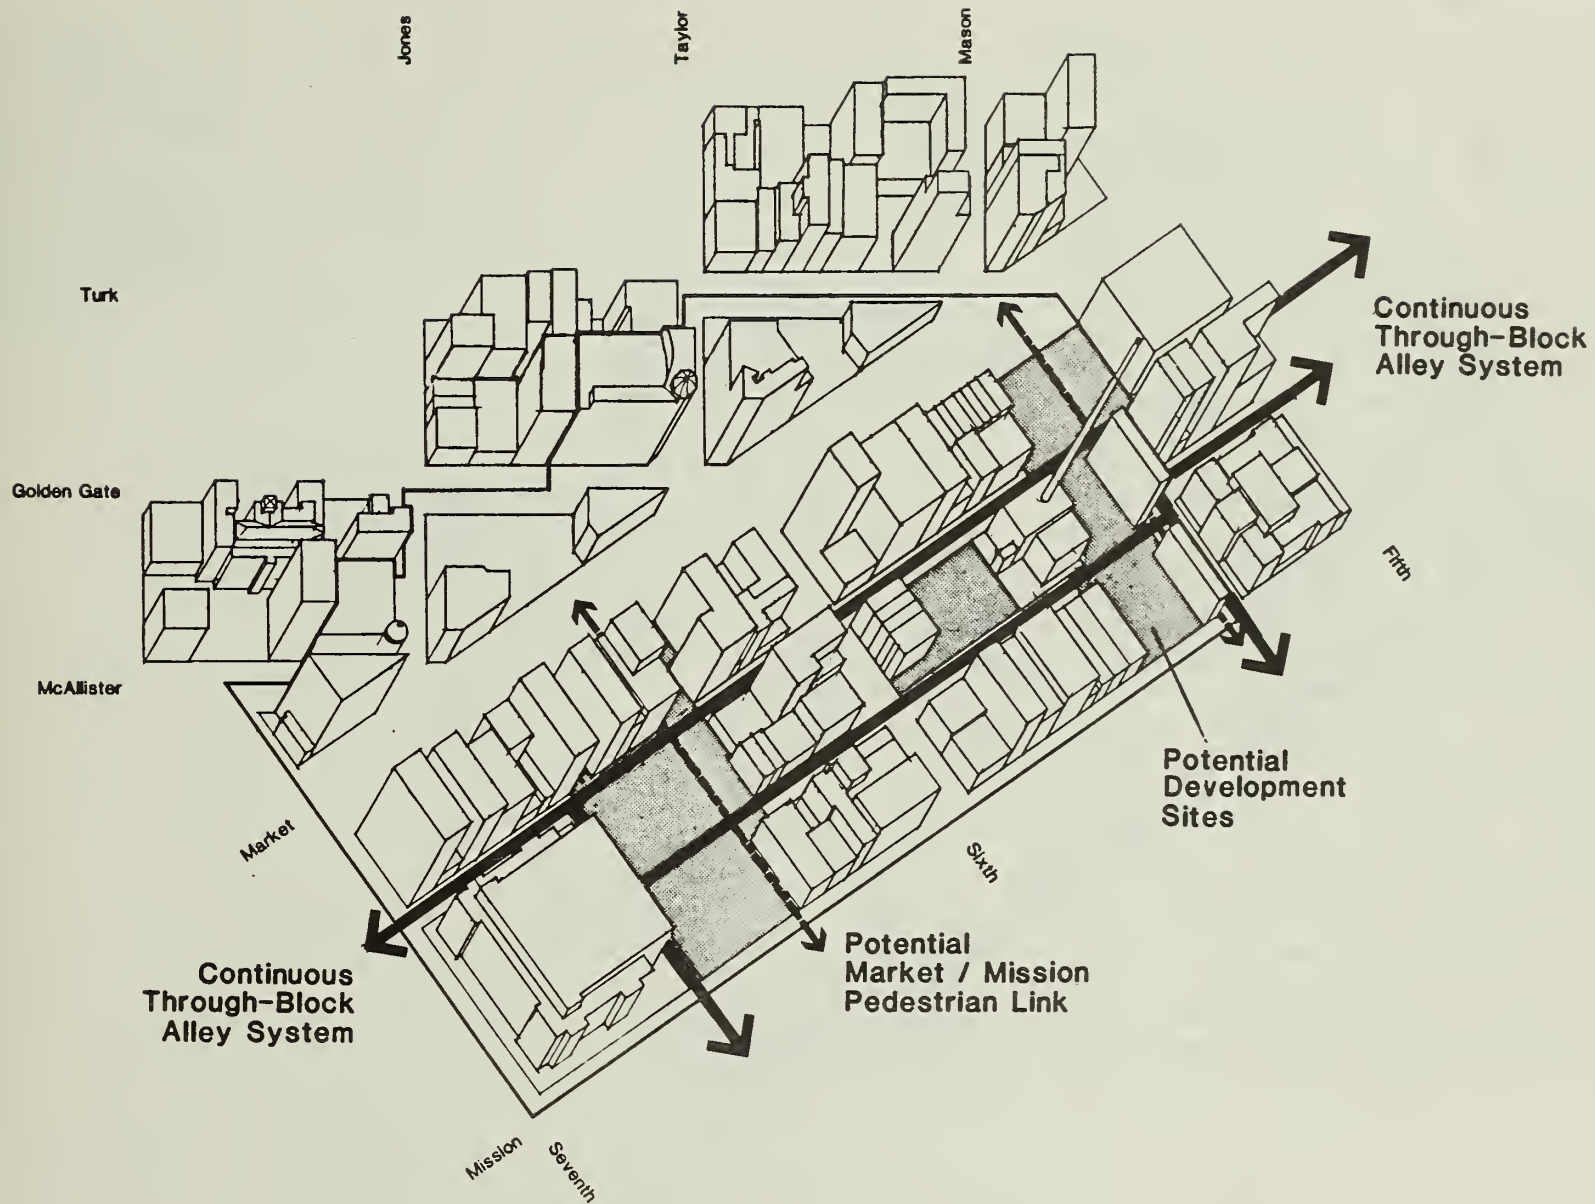 Jones
Taylor
Mason
Turk
Continuous
Through-Block
Alley System
Golden Gate
Fifth
McAllister
Potential
Development
Sites
Market
Sixth
Potential
Market / Mission
Pedestrian Link
Continuous
Through-Block
Alley System
Mission
Seventh